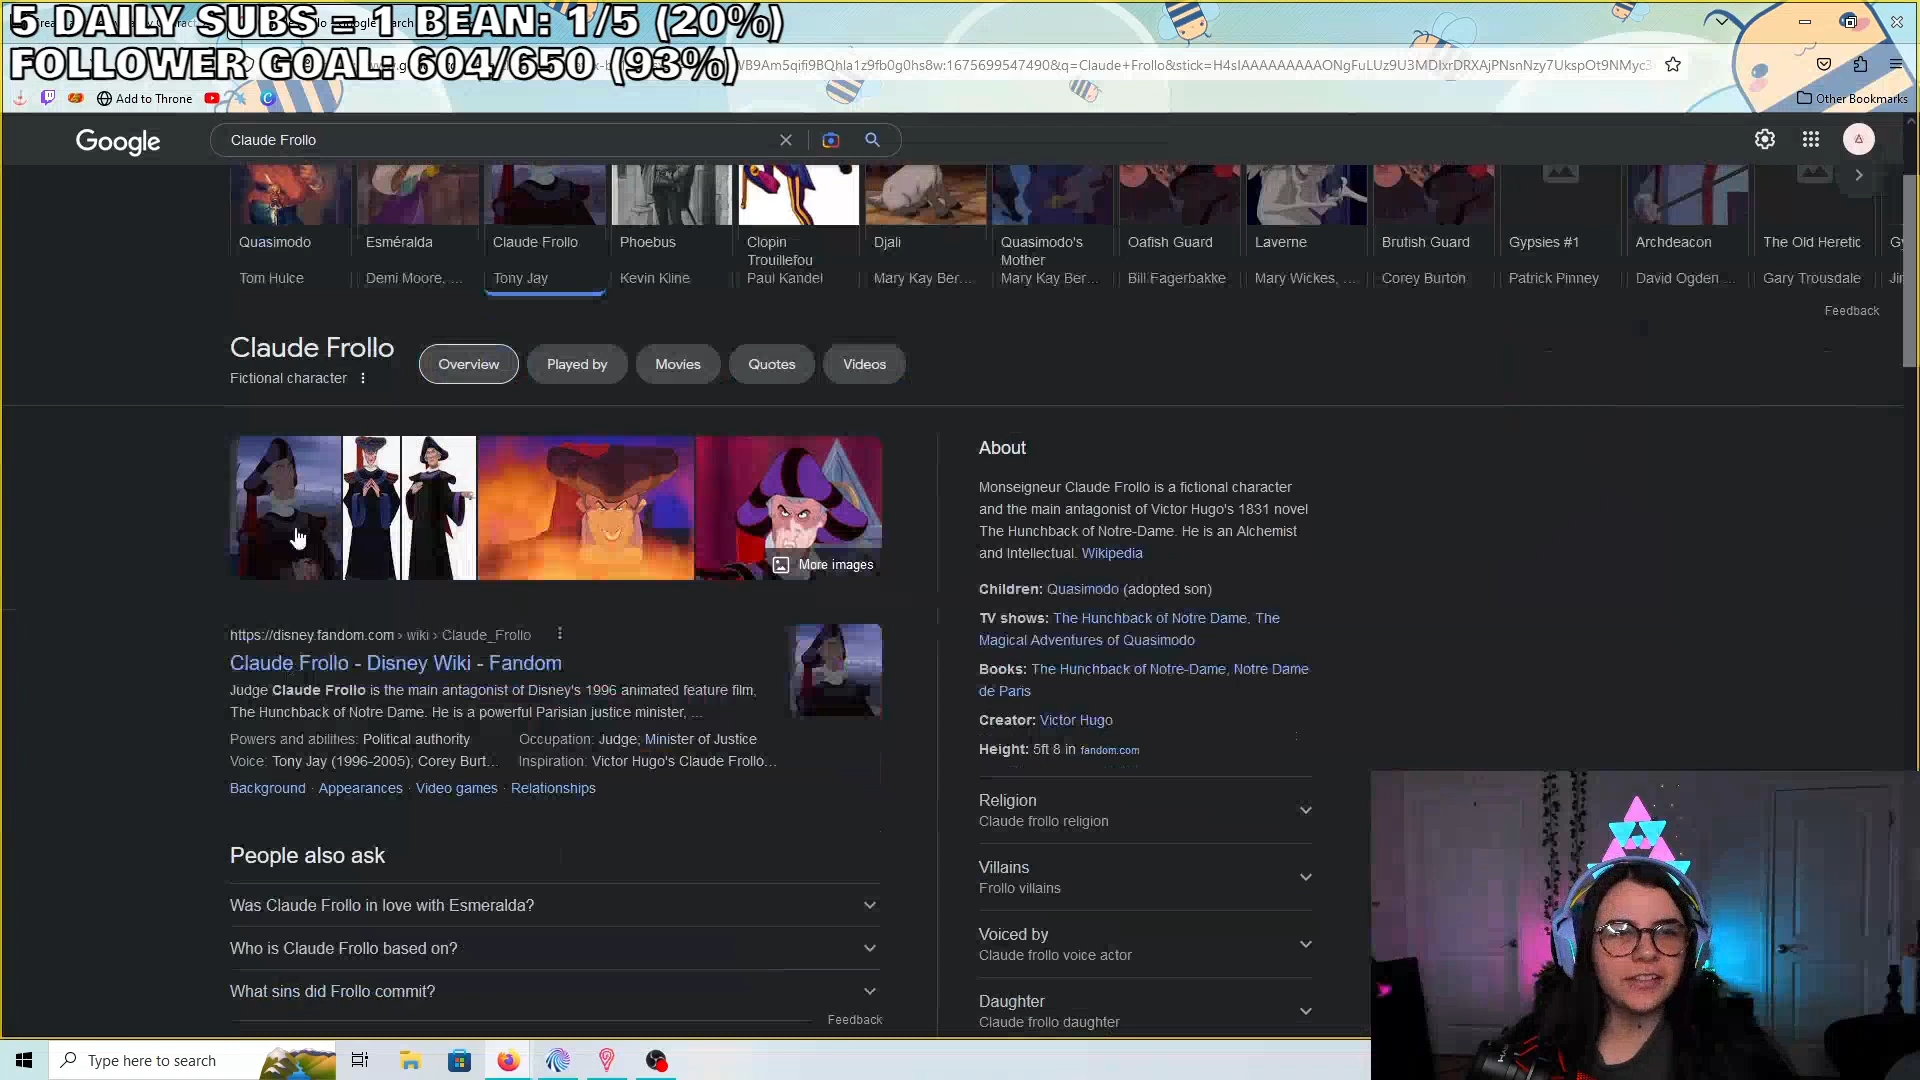 5 DAILY SUBS = 1 BEAN: 1/5 (20%)
FOLLOWER GOAL: 604/650 (93%)
VB9Am5qifi9BQhla1z9fb0g0hs8w:1675699547490&q=Claude+Frollo&stick=H4sIAAAAAAAAAONgFuLUz9U3MDIxrDRXAjPNsnNzy7UkspOt9NMyc3
Add to Throne
Other Bookmarks
Google
Claude Frollo
Quasimodo
Esméralda
Claude Frollo
Phoebus
Clopin Trouillefou
Djali
Quasimodo's Mother
Oafish Guard
Laverne
Brutish Guard
Gypsies #1
Archdeacon
The Old Heretic
Tom Hulce
Demi Moore, ...
Tony Jay
Kevin Kline
Paul Kandel
Mary Kay Ber...
Mary Kay Ber...
Bill Fagerbakke
Mary Wickes, ...
Corey Burton
Patrick Pinney
David Ogden ...
Gary Trousdale
Feedback
Claude Frollo
Fictional character
Overview
Played by
Movies
Quotes
Videos
More images
About
Monseigneur Claude Frollo is a fictional character
and the main antagonist of Victor Hugo's 1831 novel
The Hunchback of Notre-Dame. He is an Alchemist
and Intellectual. Wikipedia
Children: Quasimodo (adopted son)
TV shows: The Hunchback of Notre Dame, The
Magical Adventures of Quasimodo
Books: The Hunchback of Notre-Dame, Notre Dame
de Paris
Creator: Victor Hugo
Height: 5ft 8 in fandom.com
Religion
Claude frollo religion
Villains
Frollo villains
Voiced by
Claude frollo voice actor
Daughter
Claude frollo daughter
https://disney.fandom.com › wiki › Claude_Frollo
Claude Frollo - Disney Wiki - Fandom
Judge Claude Frollo is the main antagonist of Disney's 1996 animated feature film,
The Hunchback of Notre Dame. He is a powerful Parisian justice minister, ...
Powers and abilities: Political authority
Occupation: Judge; Minister of Justice
Voice: Tony Jay (1996-2005); Corey Burt...
Inspiration: Victor Hugo's Claude Frollo...
Background · Appearances · Video games · Relationships
People also ask
Was Claude Frollo in love with Esmeralda?
Who is Claude Frollo based on?
What sins did Frollo commit?
Feedback
Type here to search